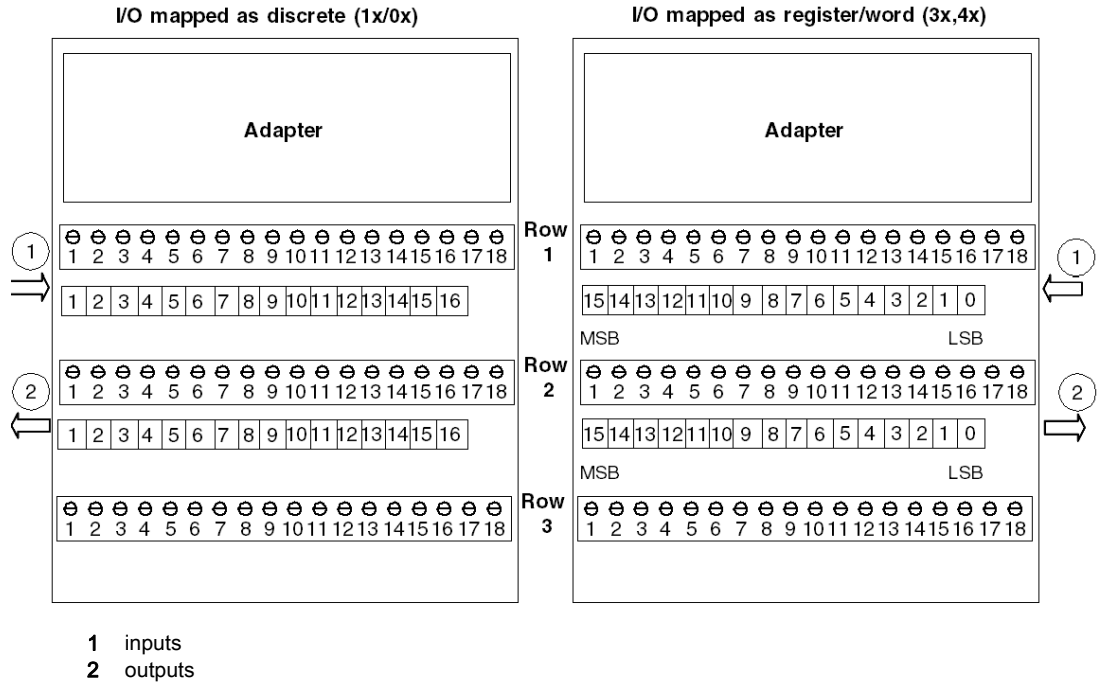 I/O mapped as discrete (1x/0x)
I/O mapped as register/word (3x,4x)
Adapter
Adapter
Row 1
1
1 2 3 4 5 6 7 8 9 10 11 12 13 14 15 16 17 18
1 2 3 4 5 6 7 8 9 10 11 12 13 14 15 16
1 2 3 4 5 6 7 8 9 10 11 12 13 14 15 16 17 18
1
15 14 13 12 11 10 9 8 7 6 5 4 3 2 1 0
MSB LSB
Row 2
2
1 2 3 4 5 6 7 8 9 10 11 12 13 14 15 16 17 18
1 2 3 4 5 6 7 8 9 10 11 12 13 14 15 16
1 2 3 4 5 6 7 8 9 10 11 12 13 14 15 16 17 18
2
15 14 13 12 11 10 9 8 7 6 5 4 3 2 1 0
MSB LSB
Row 3
1 2 3 4 5 6 7 8 9 10 11 12 13 14 15 16 17 18
1 2 3 4 5 6 7 8 9 10 11 12 13 14 15 16 17 18
1 inputs
2 outputs